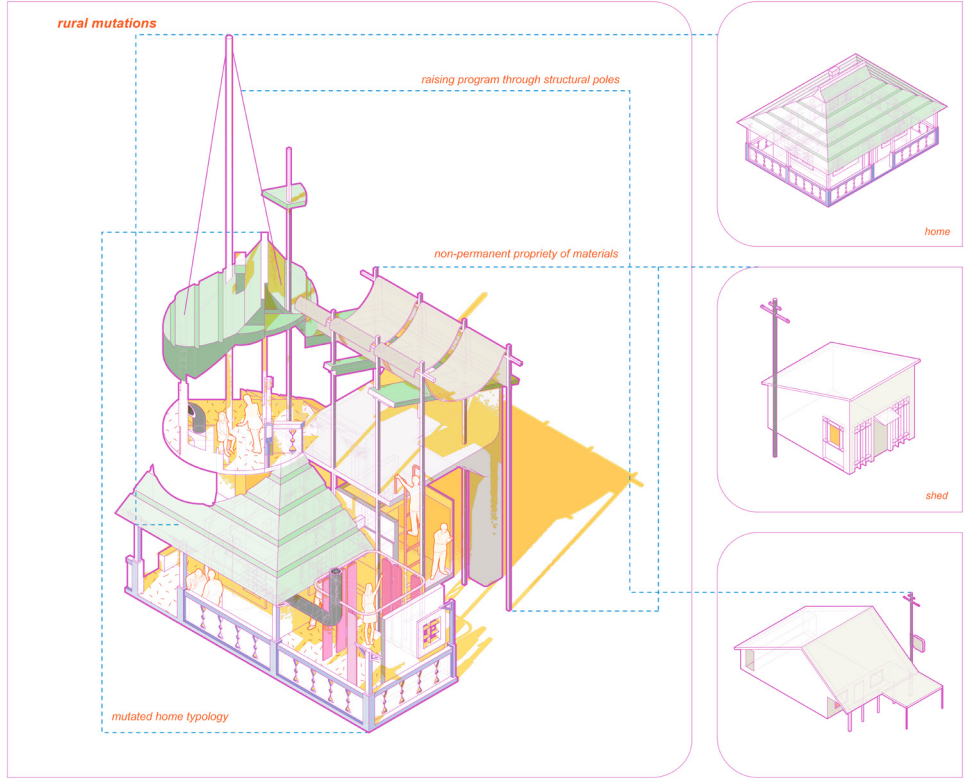 rural mutations
raising program through structural poles
home
non-permanent propriety of materials
shed
mutated home typology